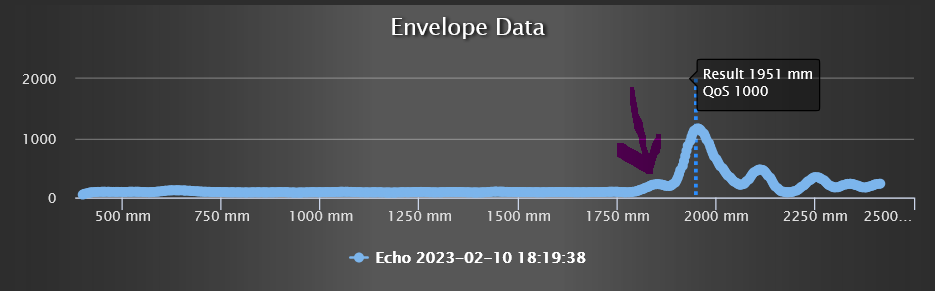 Envelope Data
Result 1951 mm
QoS 1000
2000
1000
0
500 mm
750 mm
1000 mm
1250 mm
1500 mm
1750 mm
2000 mm
2250 mm
2500...
Echo 2023-02-10 18:19:38